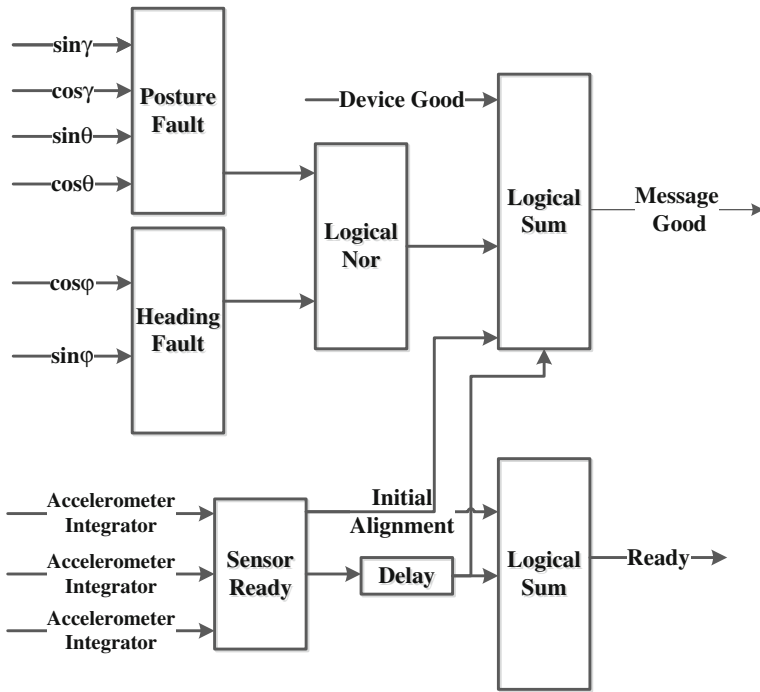 sinγ
cosγ
sinθ
cosθ
Posture
Fault
Device Good
Logical
Sum
Message
Good
Logical
Nor
cosφ
sinφ
Heading
Fault
Accelerometer
Integrator
Accelerometer
Integrator
Accelerometer
Integrator
Sensor
Ready
Initial
Alignment
Delay
Logical
Sum
Ready